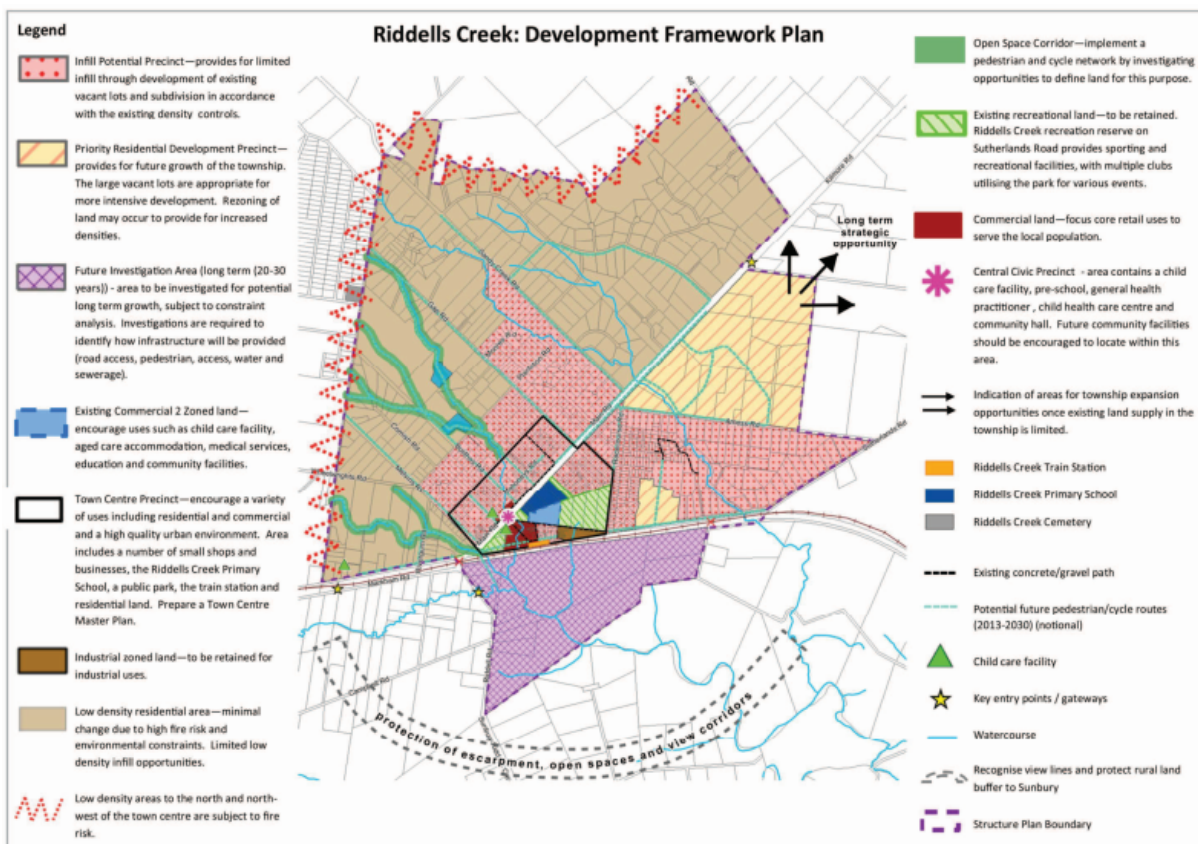 Riddells Creek: Development Framework Plan
Legend
Infill Potential Precinct—provides for limited
infill through development of existing
vacant lots and subdivision in accordance
with the existing density controls.
Priority Residential Development Precinct—
provides for future growth of the township.
The large vacant lots are appropriate for
more intensive development. Rezoning of
land may occur to provide for increased
densities.
Future Investigation Area (long term (20-30
years)) - area to be investigated for potential
long term growth, subject to constraint
analysis. Investigations are required to
identify how infrastructure will be provided
(road access, pedestrian, access, water and
sewerage).
Existing Commercial 2 Zoned land—
encourage uses such as child care facility,
aged care accommodation, medical services,
education and community facilities.
Town Centre Precinct—encourage a variety
of uses including residential and commercial
and a high quality urban environment. Area
includes a number of small shops and
businesses, the Riddells Creek Primary
School, a public park, the train station and
residential land. Prepare a Town Centre
Master Plan.
Industrial zoned land—to be retained for
industrial uses.
Low density residential area—minimal
change due to high fire risk and
environmental constraints. Limited low
density infill opportunities.
Low density areas to the north and north-
west of the town centre are subject to fire
risk.
Kilmore Rd
Long term
strategic
opportunity
Sandy Creek Rd
Gap Rd
Sutherlands Rd
Markham Rd
Campbell Rd
protection of escarpment, open spaces and view corridors
Open Space Corridor—implement a
pedestrian and cycle network by investigating
opportunities to define land for this purpose.
Existing recreational land—to be retained.
Riddells Creek recreation reserve on
Sutherlands Road provides sporting and
recreational facilities, with multiple clubs
utilising the park for various events.
Commercial land—focus core retail uses to
serve the local population.
Central Civic Precinct - area contains a child
care facility, pre-school, general health
practitioner , child health care centre and
community hall. Future community facilities
should be encouraged to locate within this
area.
Indication of areas for township expansion
opportunities once existing land supply in the
township is limited.
Riddells Creek Train Station
Riddells Creek Primary School
Riddells Creek Cemetery
Existing concrete/gravel path
Potential future pedestrian/cycle routes
(2013-2030) (notional)
Child care facility
Key entry points / gateways
Watercourse
Recognise view lines and protect rural land
buffer to Sunbury
Structure Plan Boundary